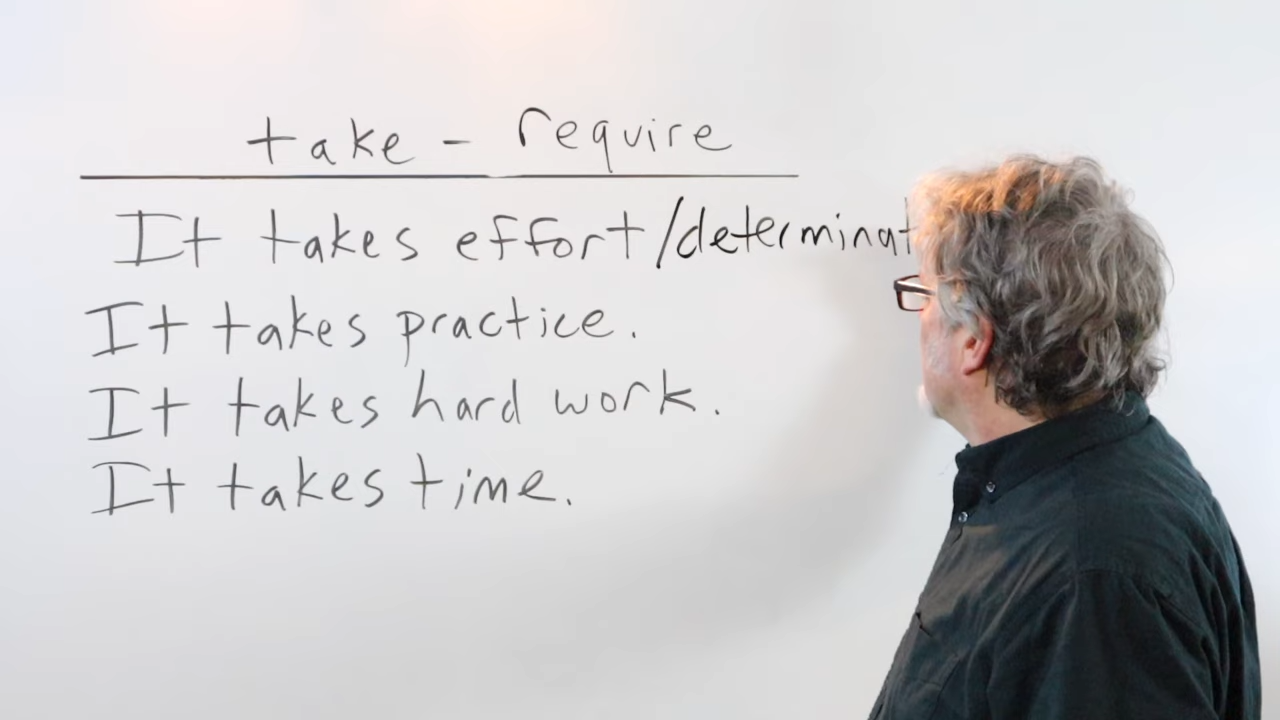 take - require
It takes effort/determinat
It takes practice.
It takes hard work.
It takes time.